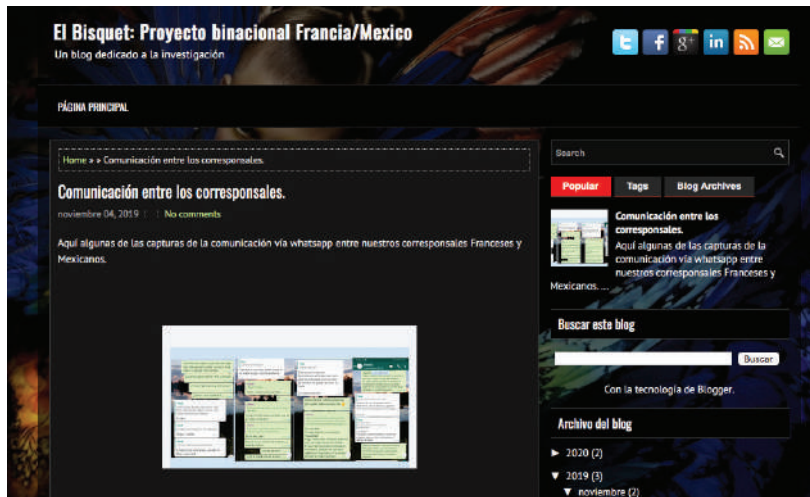 El Bisquet: Proyecto binacional Francia/Mexico
Un blog dedicado a la investigación
PÁGINA PRINCIPAL
Home » » Comunicación entre los corresponsales.
Comunicación entre los corresponsales.
noviembre 04, 2019
No comments
Aquí algunas de las capturas de la comunicación vía whatsapp entre nuestros corresponsales Franceses y
Mexicanos.
Search
Popular
Tags
Blog Archives
Comunicación entre los
corresponsales.
Aquí algunas de las capturas de la
comunicación vía whatsapp entre
nuestros corresponsales Franceses y
Mexicanos. ...
Buscar este blog
Buscar
Con la tecnología de Blogger.
Archivo del blog
► 2020 (2)
▼ 2019 (3)
▼ noviembre (2)